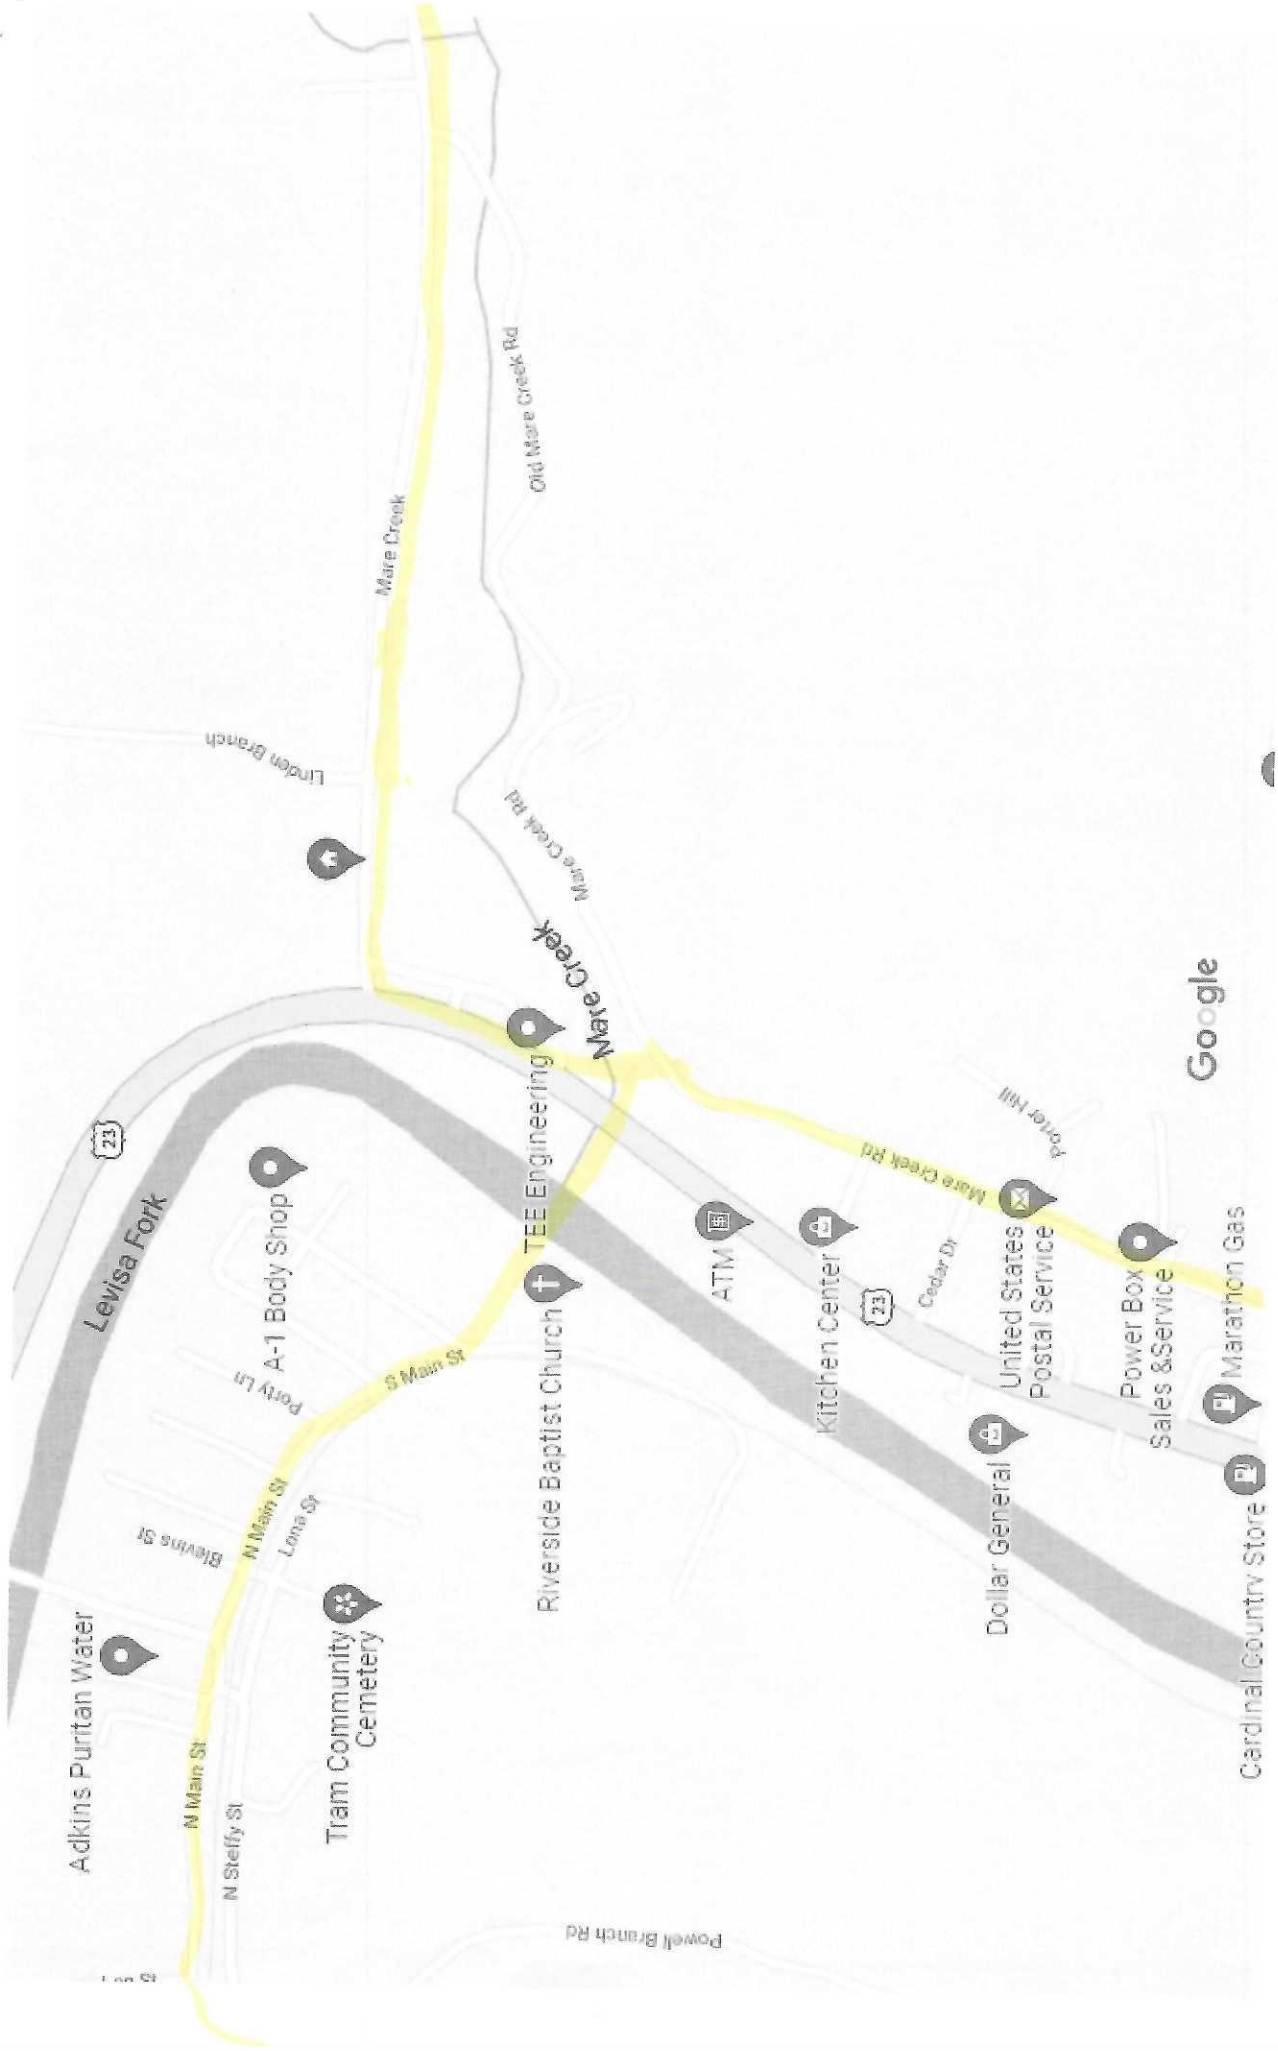 Adkins Puritan Water
N Main St
N Steffy St
Tram Community
Cemetery
Powell Branch Rd
Blevins St
N Main St
Lona St
Porty Ln
S Main St
Levisa Fork
23
A-1 Body Shop
Riverside Baptist Church
TEE Engineering
Mare Creek
Mare Creek Rd
Linden Branch
Mare Creek
Old Mare Creek Rd
ATM
Kitchen Center
23
Cedar Dr
Mare Creek Rd
Porter Hill
United States
Postal Service
Dollar General
Power Box
Sales &Service
Marathon Gas
Cardinal Country Store
Google